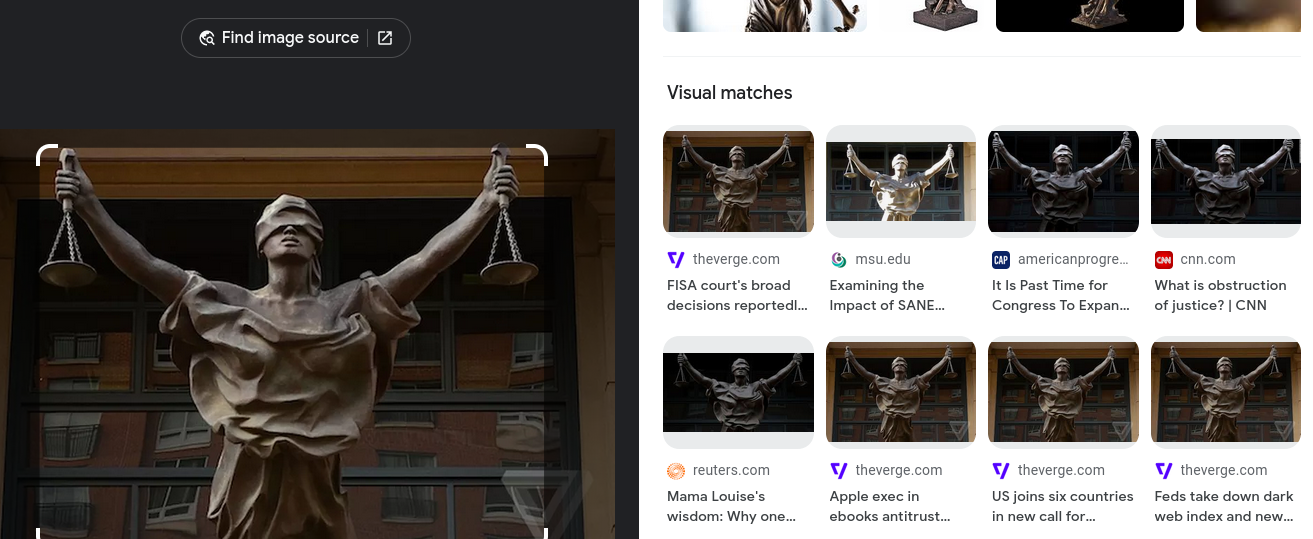 Find image source
Visual matches
theverge.com
FISA court's broad
decisions reportedl...
msu.edu
Examining the
Impact of SANE...
CAP
americanprogre...
It Is Past Time for
Congress To Expan...
CNN
cnn.com
What is obstruction
of justice? | CNN
reuters.com
Mama Louise's
wisdom: Why one...
theverge.com
Apple exec in
ebooks antitrust...
theverge.com
US joins six countries
in new call for...
theverge.com
Feds take down dark
web index and new...